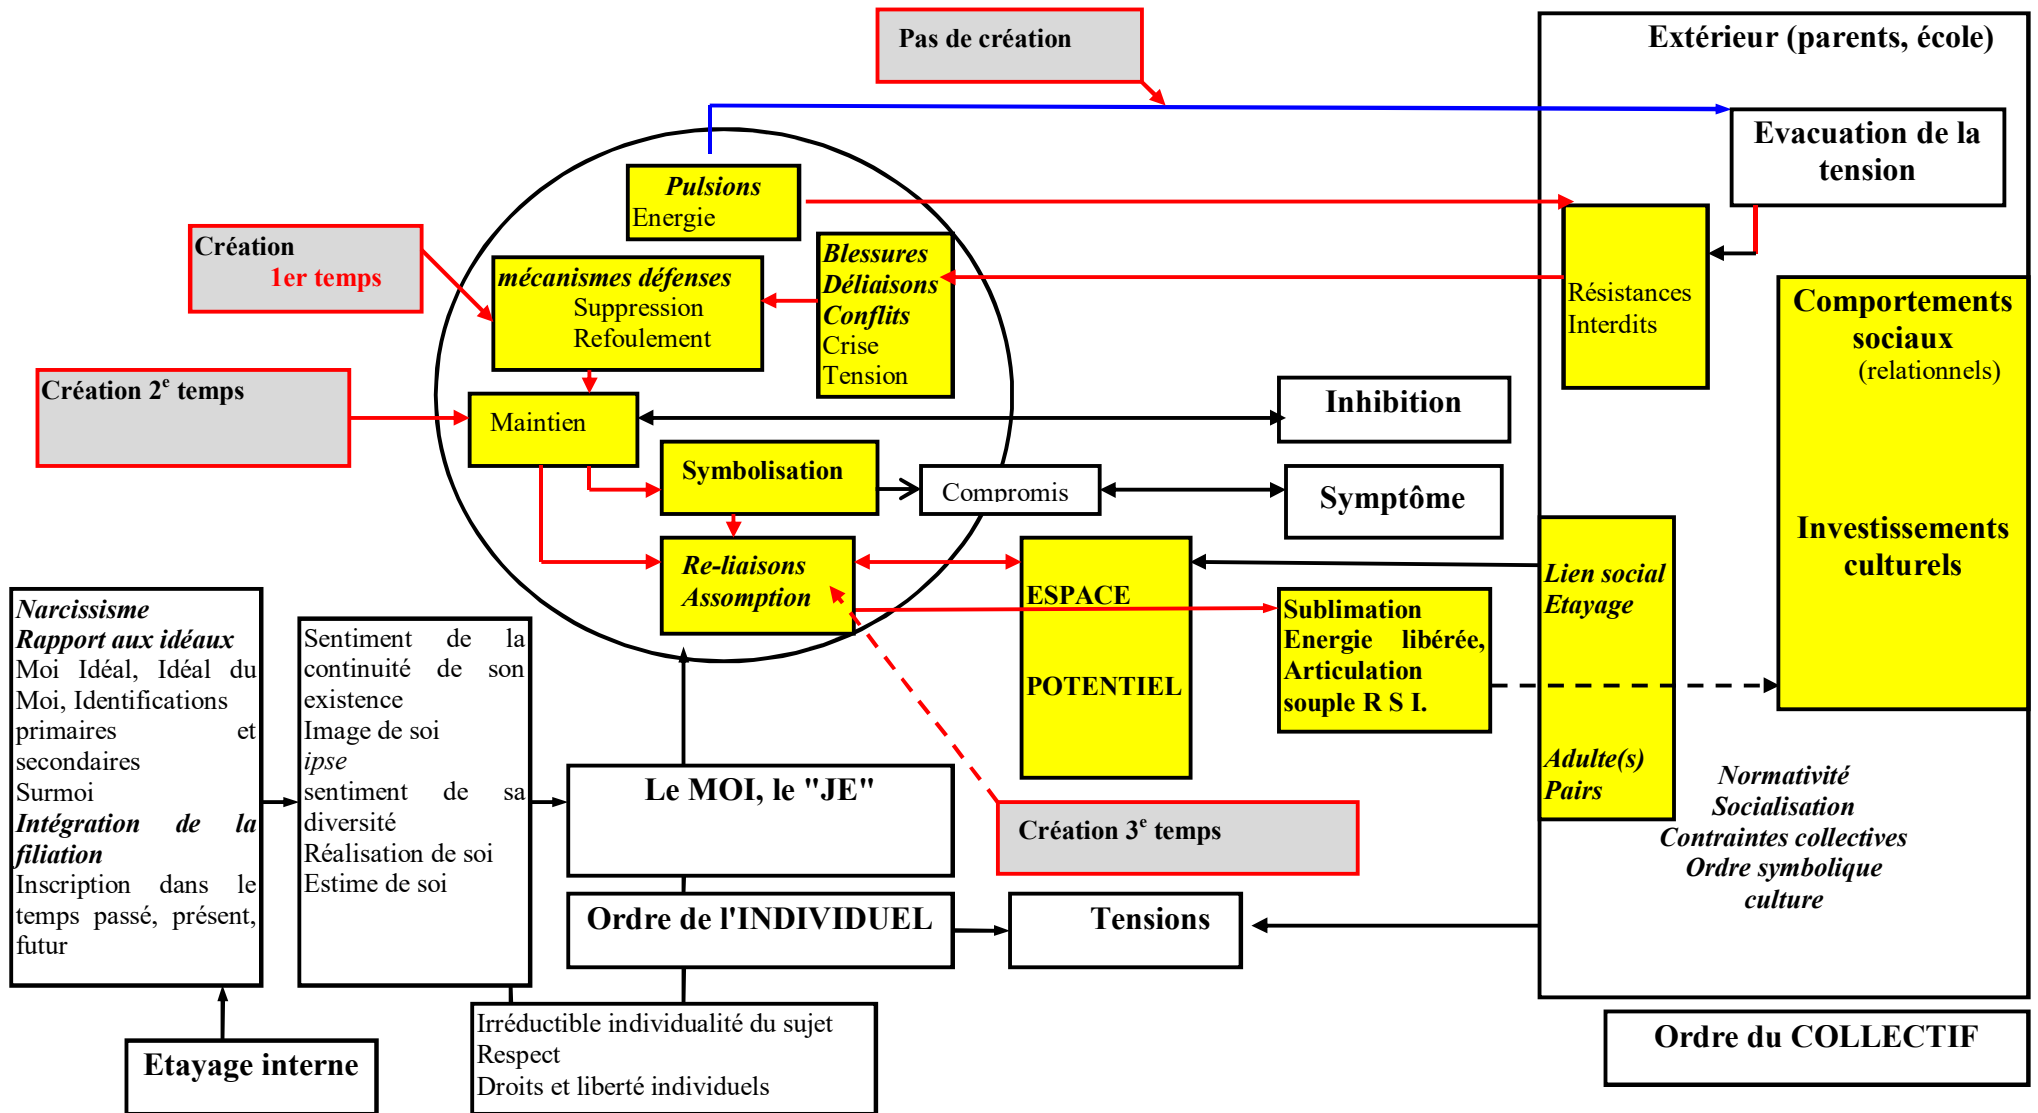 Pas de création
Extérieur (parents, école)
Evacuation de la
tension
Pulsions
Energie
Création
1er temps
Blessures
Déliaisons
Conflits
Crise
Tension
mécanismes défenses
Suppression
Refoulement
Résistances
Interdits
Comportements
sociaux
(relationnels)
Investissements
culturels
Création 2e temps
Maintien
Inhibition
Symbolisation
Compromis
Symptôme
Re-liaisons
Assomption
ESPACE
POTENTIEL
Sublimation
Energie libérée,
Articulation
souple R S I.
Lien social
Etayage
Adulte(s)
Pairs
Narcissisme
Rapport aux idéaux
Moi Idéal, Idéal du
Moi, Identifications
primaires et
secondaires
Surmoi
Intégration de la
filiation
Inscription dans le
temps passé, présent,
futur
Sentiment de la
continuité de son
existence
Image de soi
ipse
sentiment de sa
diversité
Réalisation de soi
Estime de soi
Le MOI, le "JE"
Création 3e temps
Normativité
Socialisation
Contraintes collectives
Ordre symbolique
culture
Ordre de l'INDIVIDUEL
Tensions
Etayage interne
Irréductible individualité du sujet
Respect
Droits et liberté individuels
Ordre du COLLECTIF